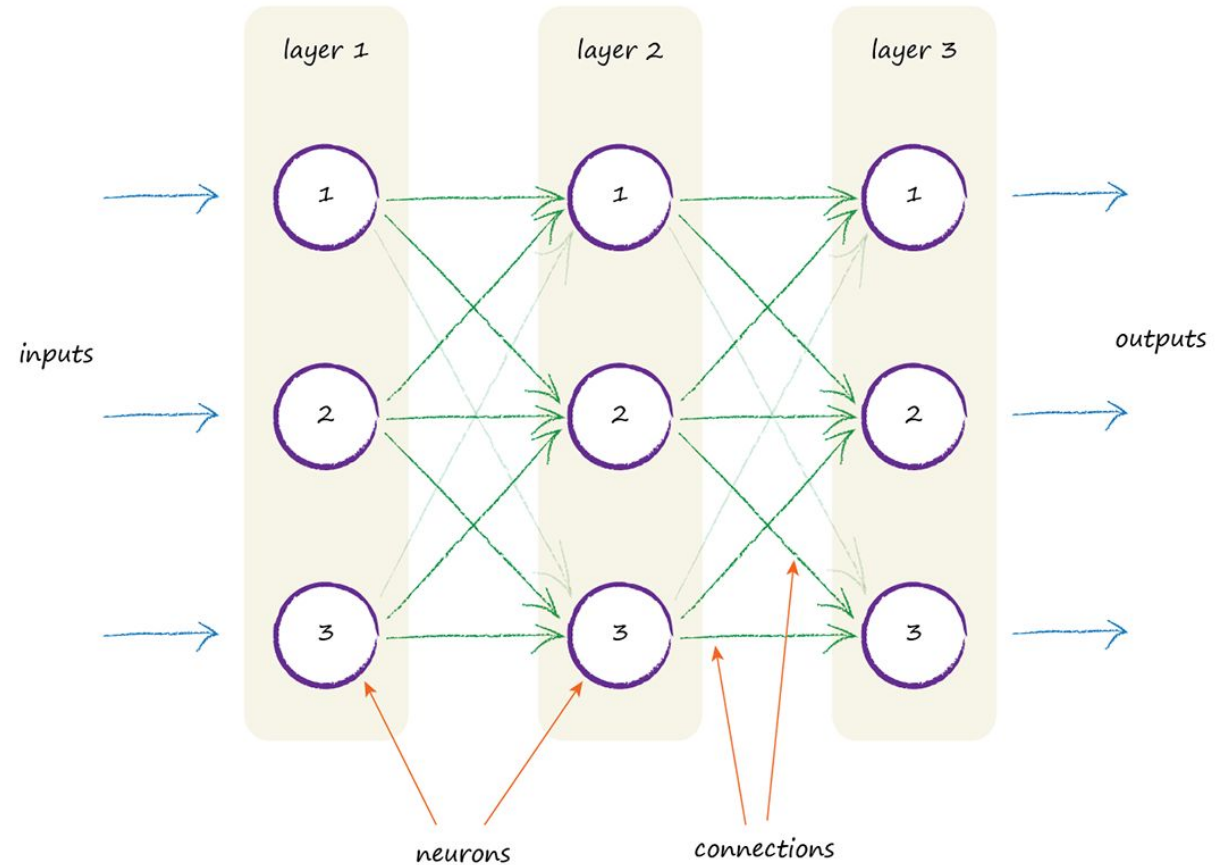 layer 1
layer 2
layer 3
1
1
1
inputs
outputs
2
2
2
3
3
3
neurons
connections